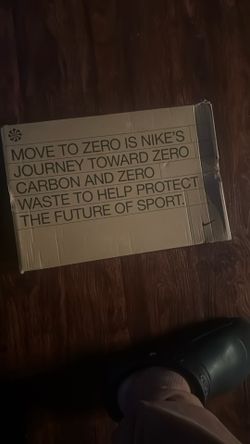 MOVE TO ZERO IS NIKE'S
JOURNEY TOWARD ZERO
CARBON AND ZERO
WASTE TO HELP PROTECT
THE FUTURE OF SPORT.